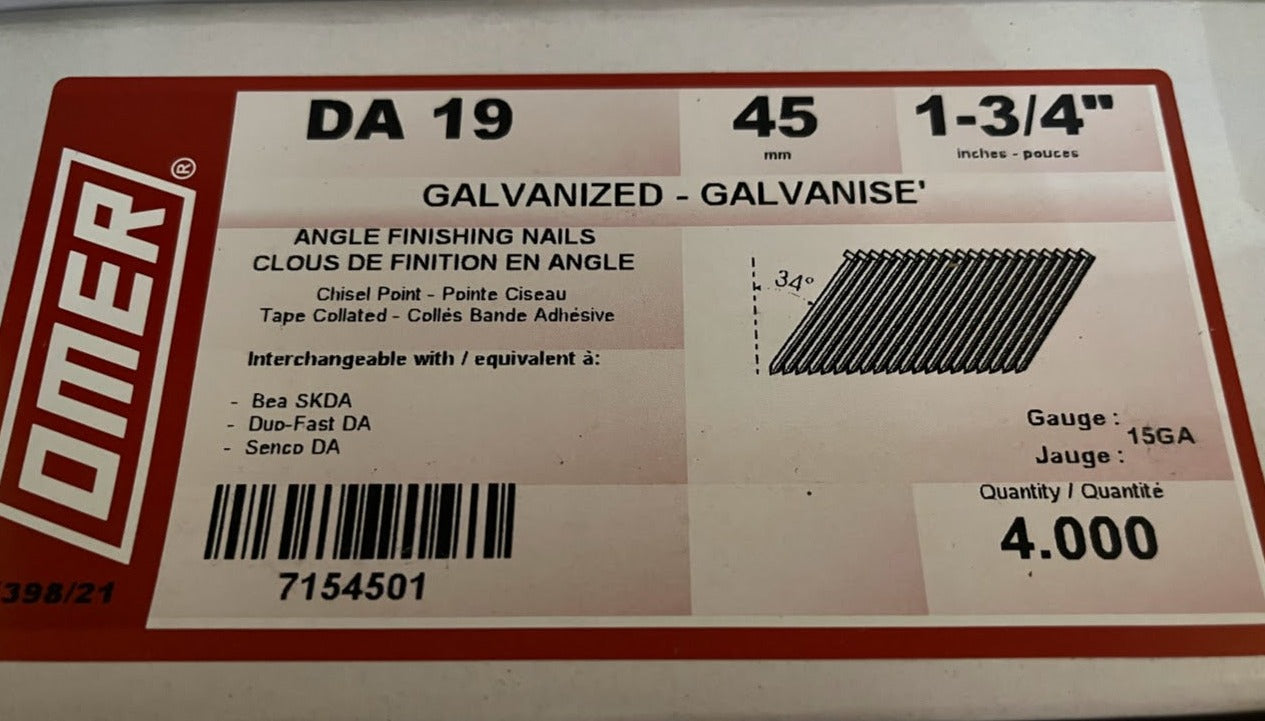 OMER®
DA 19
45
mm
1-3/4"
inches - pouces
GALVANIZED - GALVANISE'
ANGLE FINISHING NAILS
CLOUS DE FINITION EN ANGLE
Chisel Point - Pointe Ciseau
Tape Collated - Collés Bande Adhésive
Interchangeable with / equivalent à:
- Bea SKDA
- Duo-Fast DA
- Senco DA
34°
Gauge :
Jauge :
15GA
Quantity / Quantité
4.000
7154501
398/21